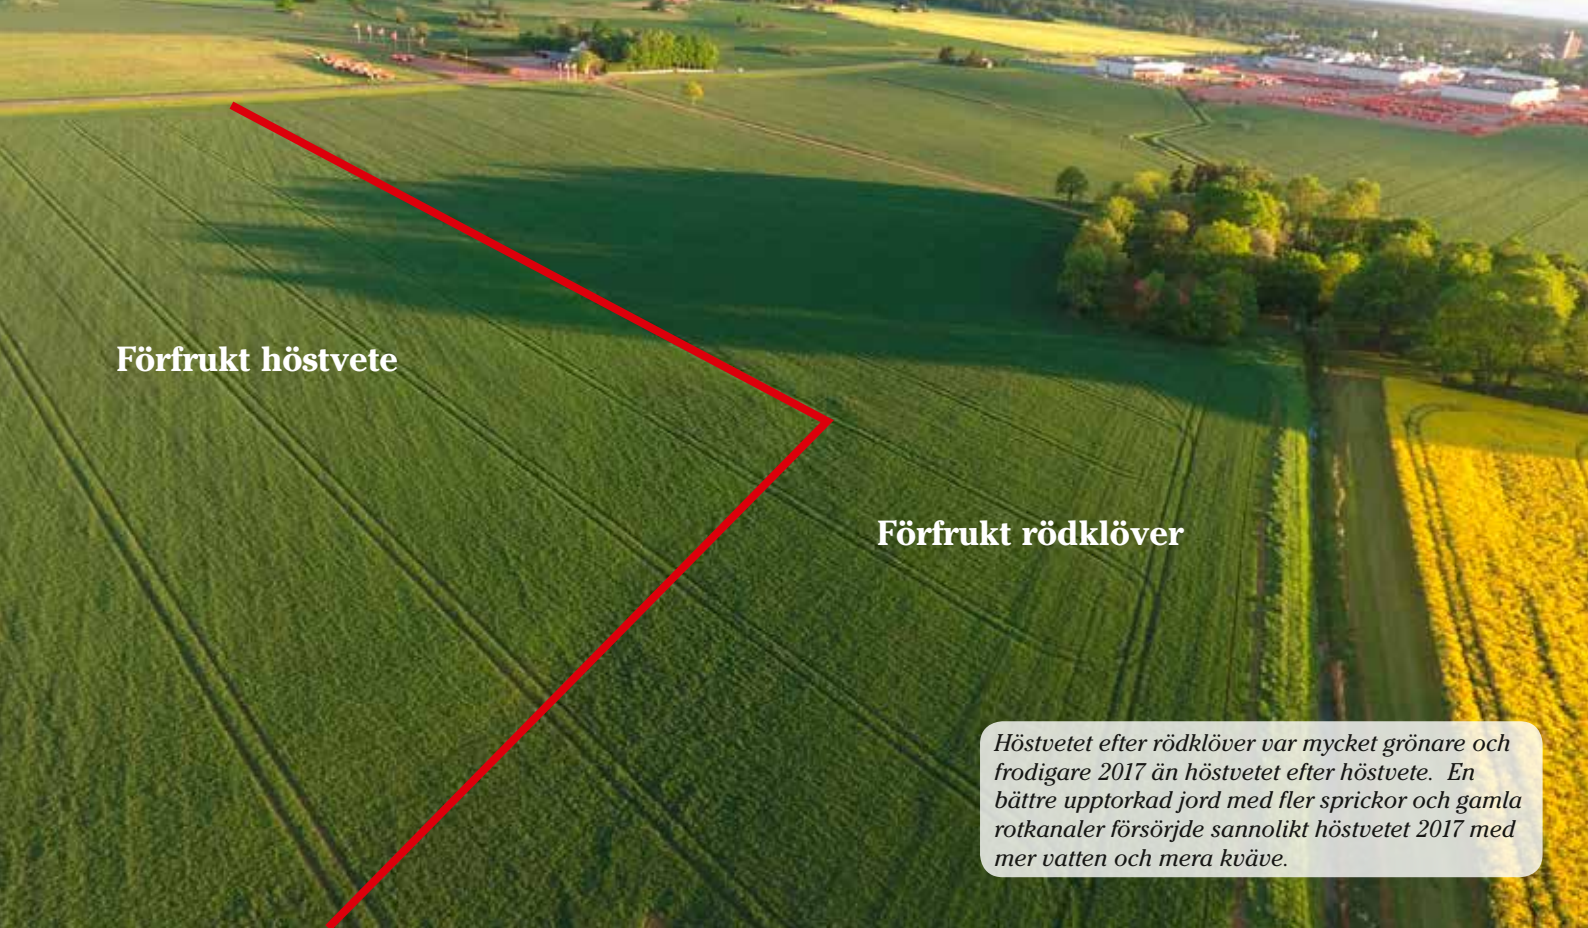 Förfrukt höstvete
Förfrukt rödklöver
Höstvetet efter rödklöver var mycket grönare och
frodigare 2017 än höstvetet efter höstvete.  En
bättre upptorkad jord med fler sprickor och gamla
rotkanaler försörjde sannolikt höstvetet 2017 med
mer vatten och mera kväve.